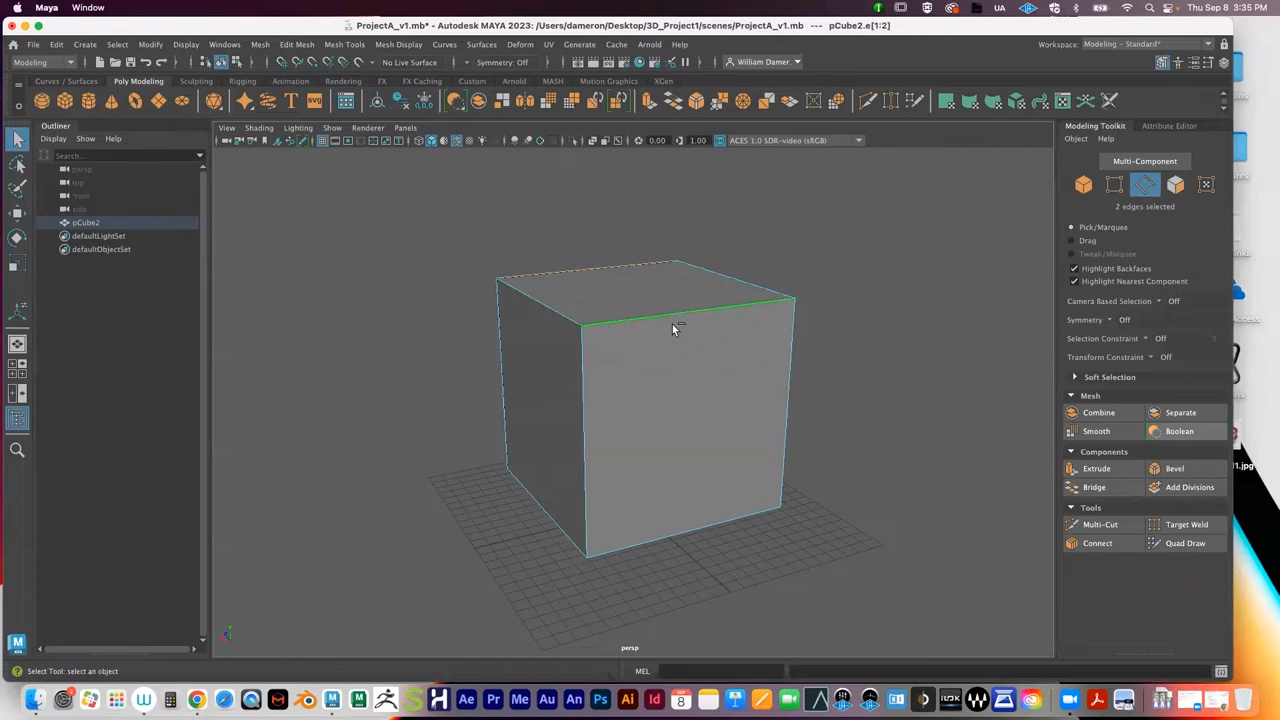 Maya Window Thu Sep 8 3:35 PM
ProjectA_v1.mb* - Autodesk MAYA 2023: /Users/dameron/Desktop/3D_Project1/scenes/ProjectA_v1.mb --- pCube2.e[1:2]
File Edit Create Select Modify Display Windows Mesh Edit Mesh Mesh Tools Mesh Display Curves Surfaces Deform UV Generate Cache Arnold Help Workspace: Modeling - Standard*
Modeling No Live Surface Symmetry: Off William Damer...
Curves / Surfaces Poly Modeling Sculpting Rigging Animation Rendering FX FX Caching Custom Arnold MASH Motion Graphics XGen
Outliner
Display Show Help
Search...
persp
top
front
side
pCube2
defaultLightSet
defaultObjectSet
View Shading Lighting Show Renderer Panels
0.00 1.00 ACES 1.0 SDR-video (sRGB)
persp
Modeling Toolkit Attribute Editor
Object Help
Multi-Component
2 edges selected
Pick/Marquee
Drag
Tweak/Marquee
Highlight Backfaces
Highlight Nearest Component
Camera Based Selection Off
Symmetry Off
Selection Constraint Off 0
Transform Constraint Off
Soft Selection
Mesh
Combine Separate
Smooth Boolean
Components
Extrude Bevel
Bridge Add Divisions
Tools
Multi-Cut Target Weld
Connect Quad Draw
Select Tool: select an object MEL